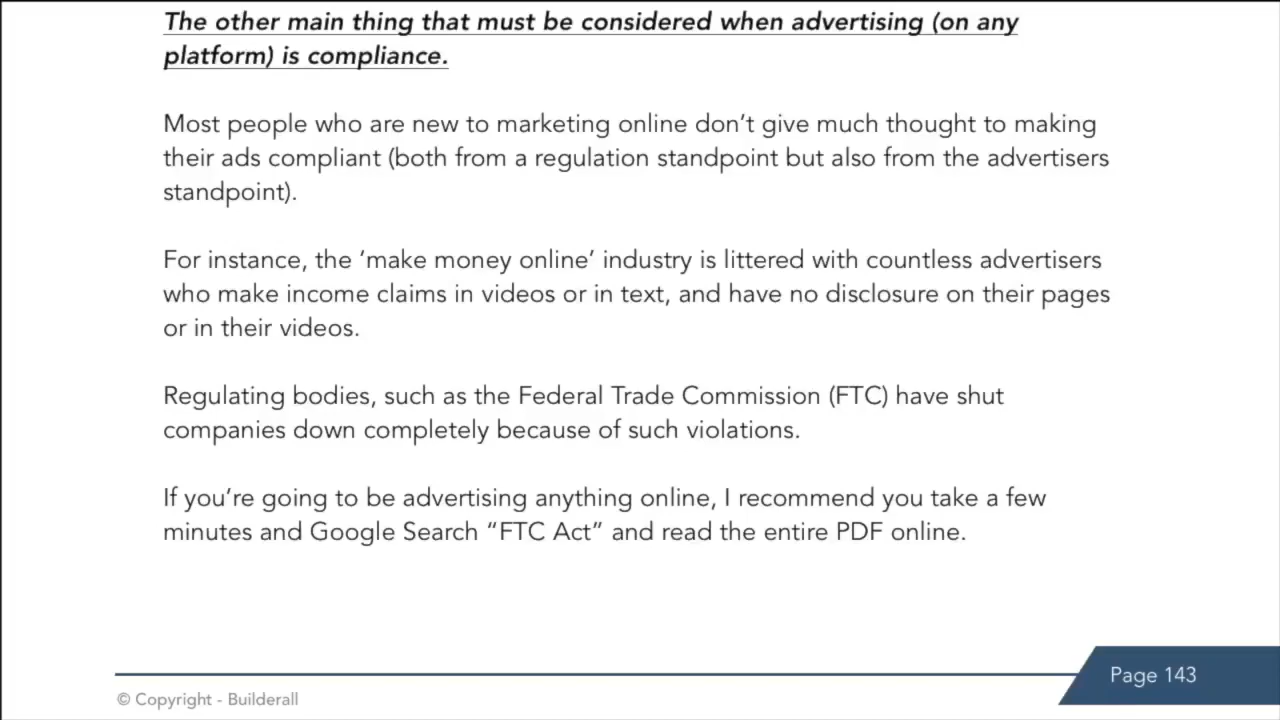 The other main thing that must be considered when advertising (on any
platform) is compliance.
Most people who are new to marketing online don’t give much thought to making
their ads compliant (both from a regulation standpoint but also from the advertisers
standpoint).
For instance, the ‘make money online’ industry is littered with countless advertisers
who make income claims in videos or in text, and have no disclosure on their pages
or in their videos.
Regulating bodies, such as the Federal Trade Commission (FTC) have shut
companies down completely because of such violations.
If you’re going to be advertising anything online, I recommend you take a few
minutes and Google Search “FTC Act” and read the entire PDF online.
Page 143
© Copyright - Builderall